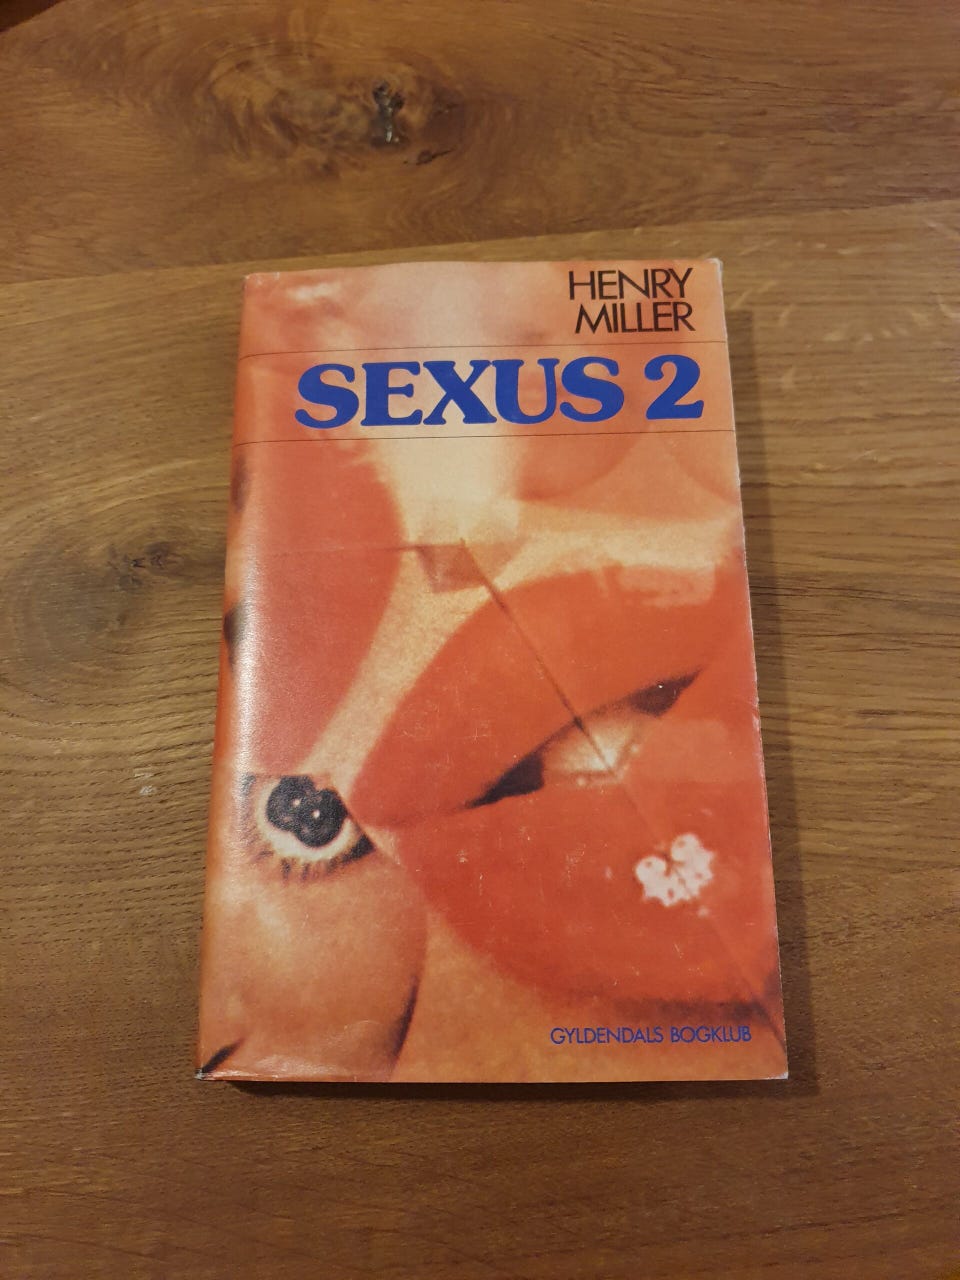 HENRY
MILLER
SEXUS 2
GYLDENDALS BOGKLUB